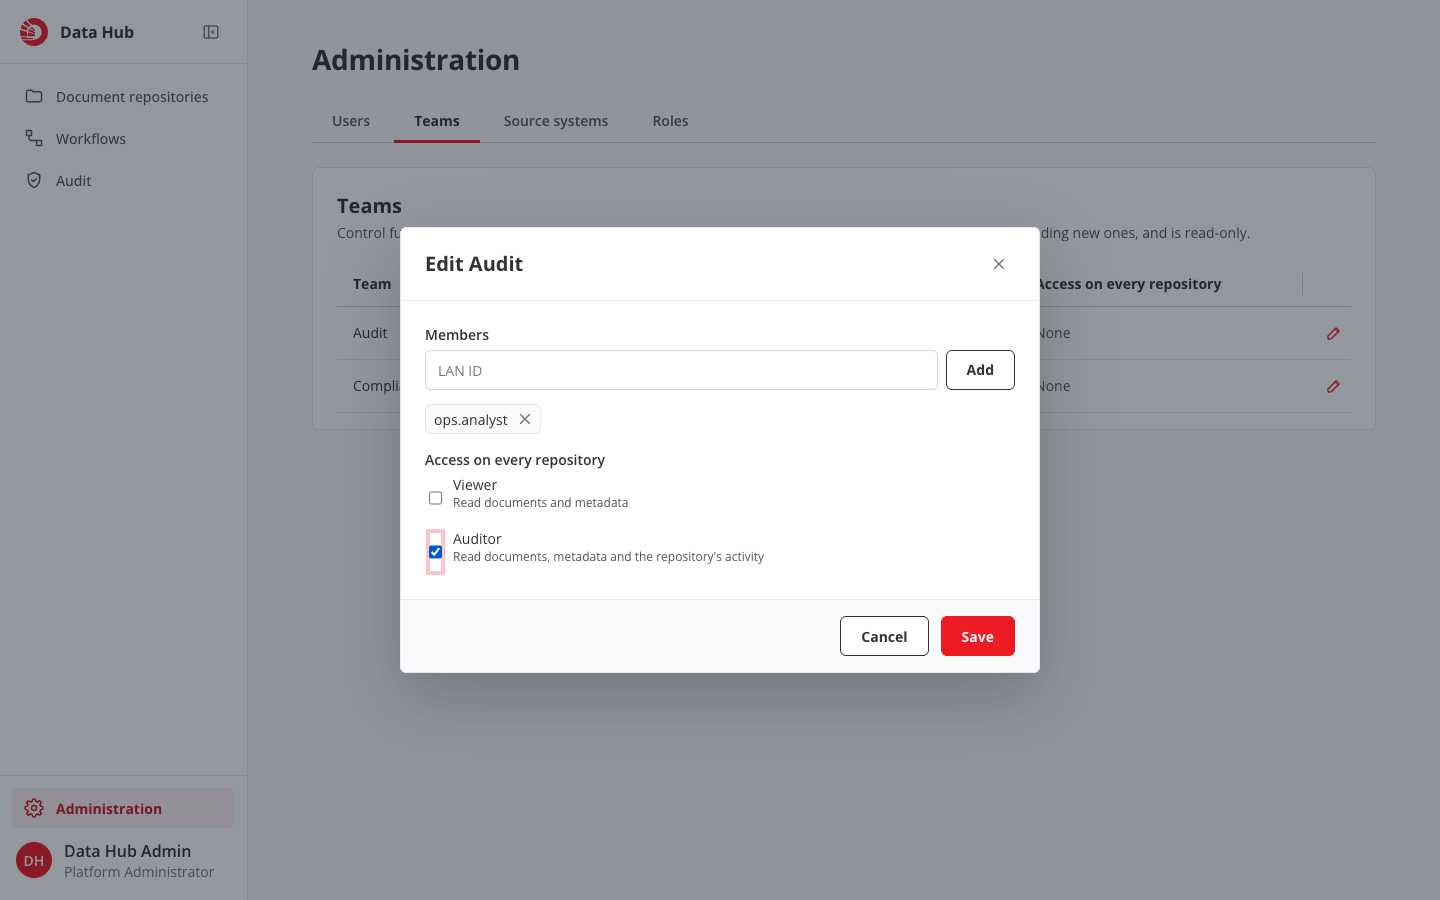 Data Hub
Document repositories
Workflows
Audit
Administration
Data Hub Admin
Platform Administrator
DH
Administration
Users
Teams
Source systems
Roles
Teams
Control fu
ding new ones, and is read-only.
Team
Access on every repository
Audit
None
Compli
None
Edit Audit
Members
LAN ID
Add
ops.analyst
Access on every repository
Viewer
Read documents and metadata
Auditor
Read documents, metadata and the repository's activity
Cancel
Save